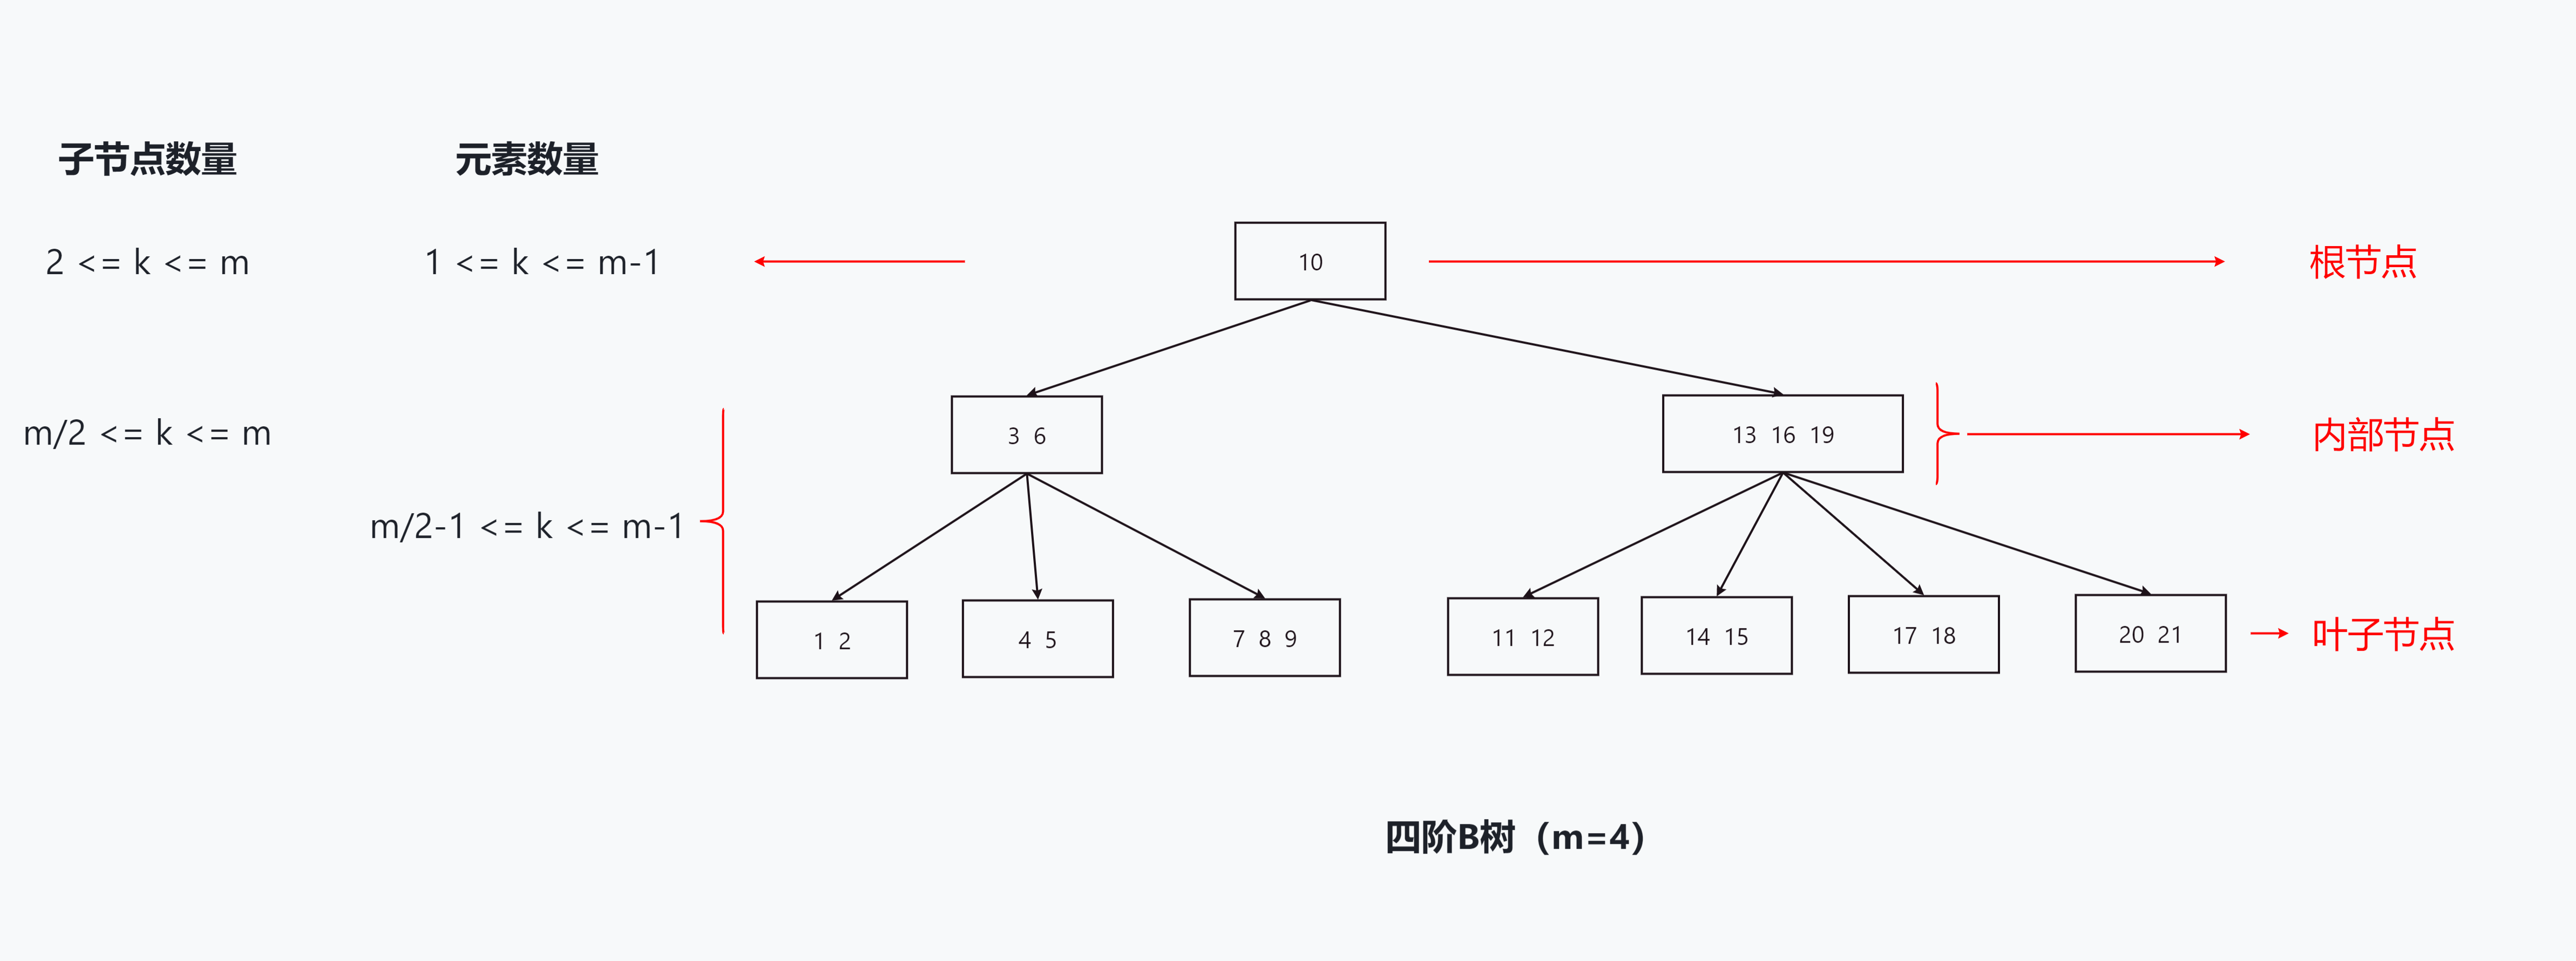 子节点数量 元素数量
2 <= k <= m 1 <= k <= m-1 10 根节点
m/2 <= k <= m 3 6 13 16 19 内部节点
m/2-1 <= k <= m-1
1 2 4 5 7 8 9 11 12 14 15 17 18 20 21 叶子节点
四阶B树（m=4）